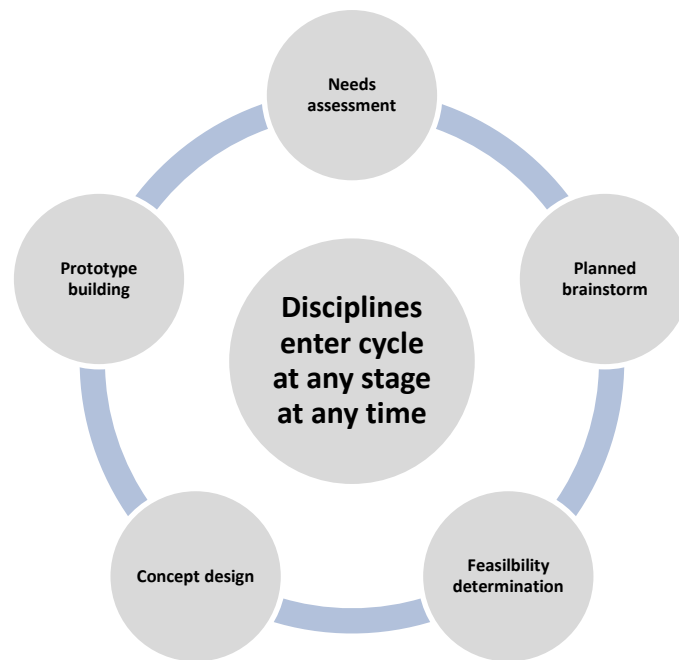 Needs
assessment
Planned
brainstorm
Feasilbility
determination
Concept design
Prototype
building
Disciplines
enter cycle
at any stage
at any time